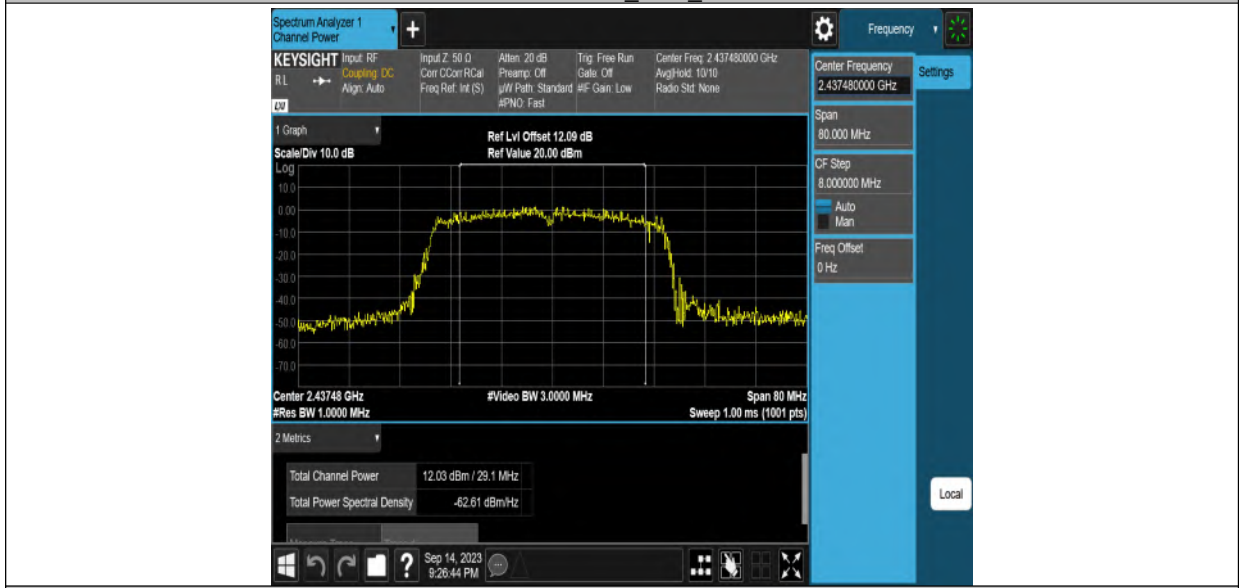 Spectrum Analyzer 1
Channel Power
+
Frequency
KEYSIGHT
Input: RF
Input Z: 50 Ω
Atten: 20 dB
Trig: Free Run
Center Freq: 2.437480000 GHz
RL
Coupling: DC
Corr CCorr RCal
Preamp: Off
Gate: Off
Avg|Hold: 10/10
Align: Auto
Freq Ref: Int (S)
µW Path: Standard
#IF Gain: Low
Radio Std: None
#PNO: Fast
Center Frequency
2.437480000 GHz
Settings
Span
80.000 MHz
CF Step
8.000000 MHz
Auto
Man
Freq Offset
0 Hz
Local
1 Graph
Ref Lvl Offset 12.09 dB
Scale/Div 10.0 dB
Ref Value 20.00 dBm
Log
10.0
0.00
-10.0
-20.0
-30.0
-40.0
-50.0
-60.0
-70.0
Center 2.43748 GHz
#Video BW 3.0000 MHz
Span 80 MHz
#Res BW 1.0000 MHz
Sweep 1.00 ms (1001 pts)
2 Metrics
Total Channel Power
12.03 dBm / 29.1 MHz
Total Power Spectral Density
-62.61 dBm/Hz
?
Sep 14, 2023
9:26:44 PM